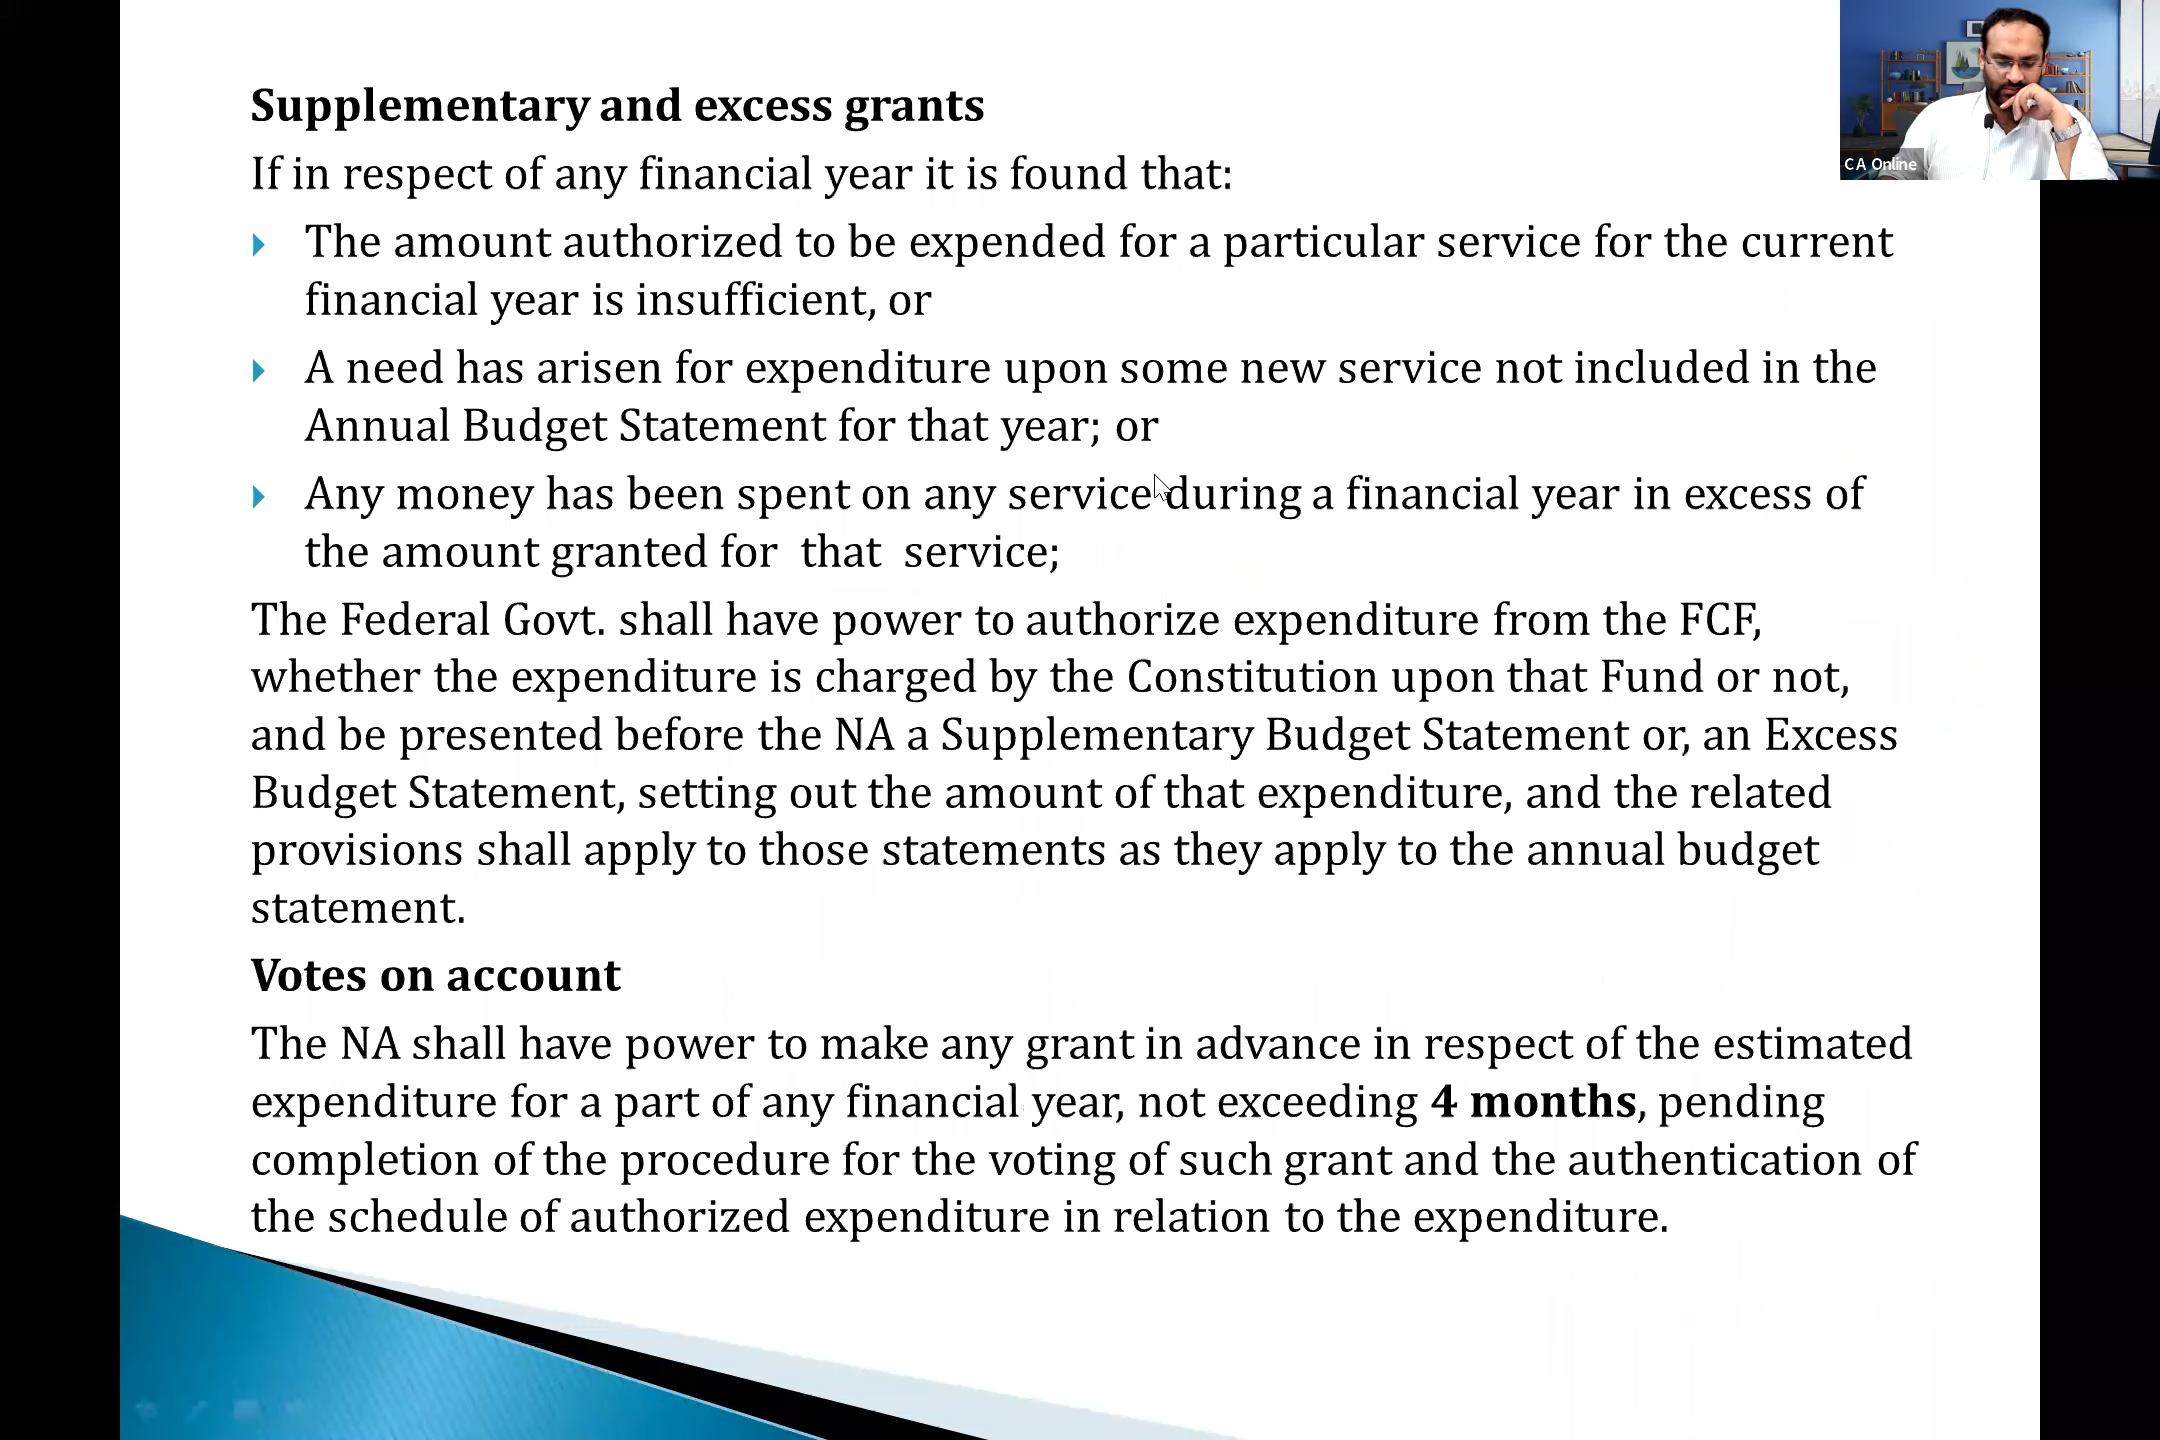 Supplementary and excess grants
If in respect of any financial year it is found that:
The amount authorized to be expended for a particular service for the current
financial year is insufficient, or
A need has arisen for expenditure upon some new service not included in the
Annual Budget Statement for that year; or
Any money has been spent on any service during a financial year in excess of
the amount granted for that service;
The Federal Govt. shall have power to authorize expenditure from the FCF,
whether the expenditure is charged by the Constitution upon that Fund or not,
and be presented before the NA a Supplementary Budget Statement or, an Excess
Budget Statement, setting out the amount of that expenditure, and the related
provisions shall apply to those statements as they apply to the annual budget
statement.
Votes on account
The NA shall have power to make any grant in advance in respect of the estimated
expenditure for a part of any financial year, not exceeding 4 months, pending
completion of the procedure for the voting of such grant and the authentication of
the schedule of authorized expenditure in relation to the expenditure.
CA Online